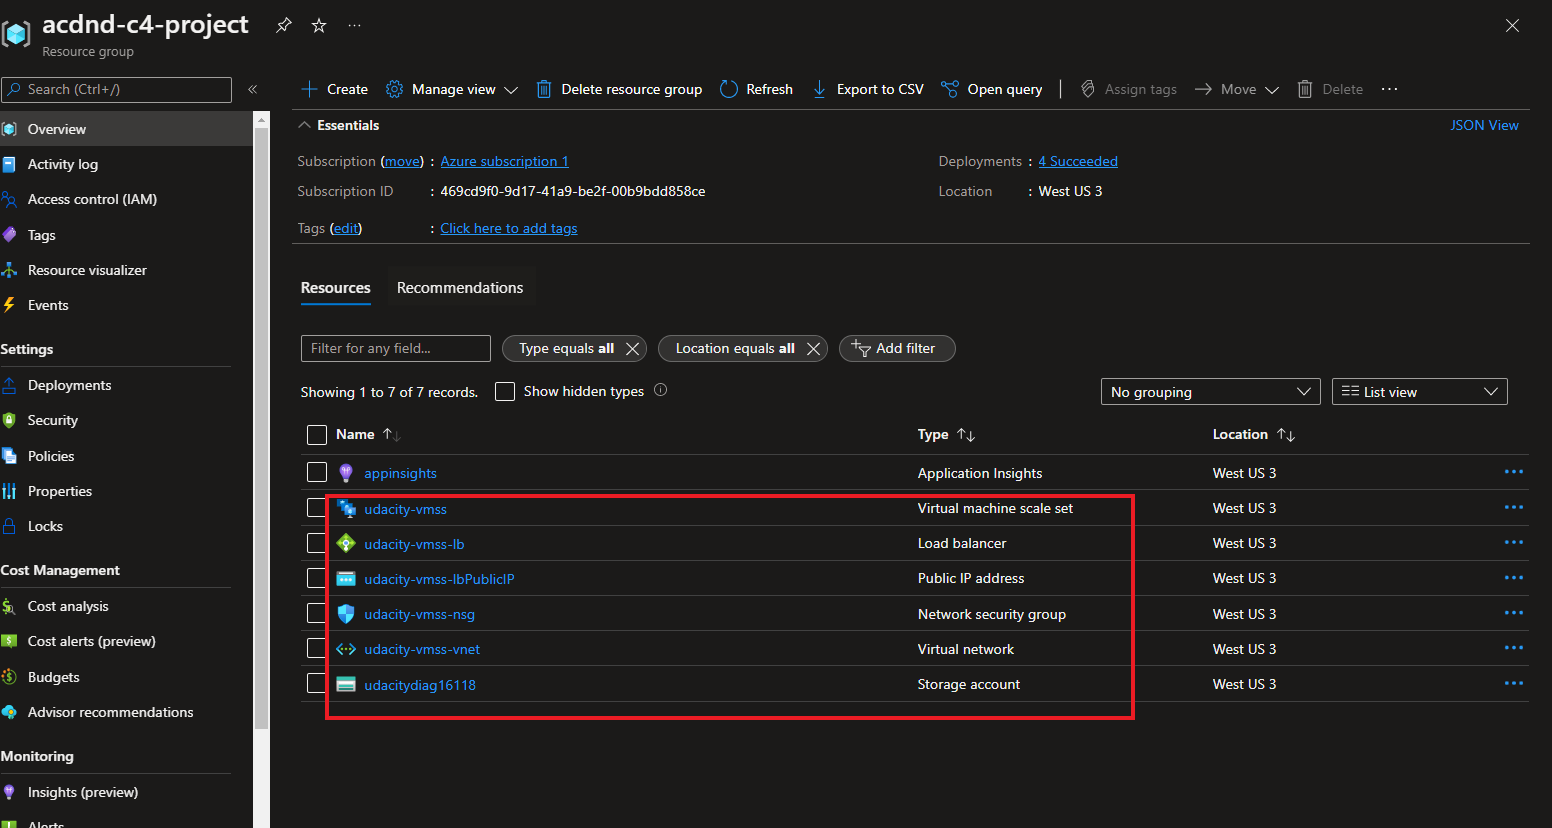 acdnd-c4-project
Resource group
Search (Ctrl+/)
Overview
Activity log
Access control (IAM)
Tags
Resource visualizer
Events
Settings
Deployments
Security
Policies
Properties
Locks
Cost Management
Cost analysis
Cost alerts (preview)
Budgets
Advisor recommendations
Monitoring
Insights (preview)
Alerts
Create Manage view Delete resource group Refresh Export to CSV Open query Assign tags Move Delete
Essentials JSON View
Subscription (move) : Azure subscription 1 Deployments : 4 Succeeded
Subscription ID : 469cd9f0-9d17-41a9-be2f-00b9bdd858ce Location : West US 3
Tags (edit) : Click here to add tags
Resources Recommendations
Filter for any field... Type equals all Location equals all Add filter
Showing 1 to 7 of 7 records. Show hidden types No grouping List view
Name Type Location
appinsights Application Insights West US 3
udacity-vmss Virtual machine scale set West US 3
udacity-vmss-lb Load balancer West US 3
udacity-vmss-lbPublicIP Public IP address West US 3
udacity-vmss-nsg Network security group West US 3
udacity-vmss-vnet Virtual network West US 3
udacitydiag16118 Storage account West US 3